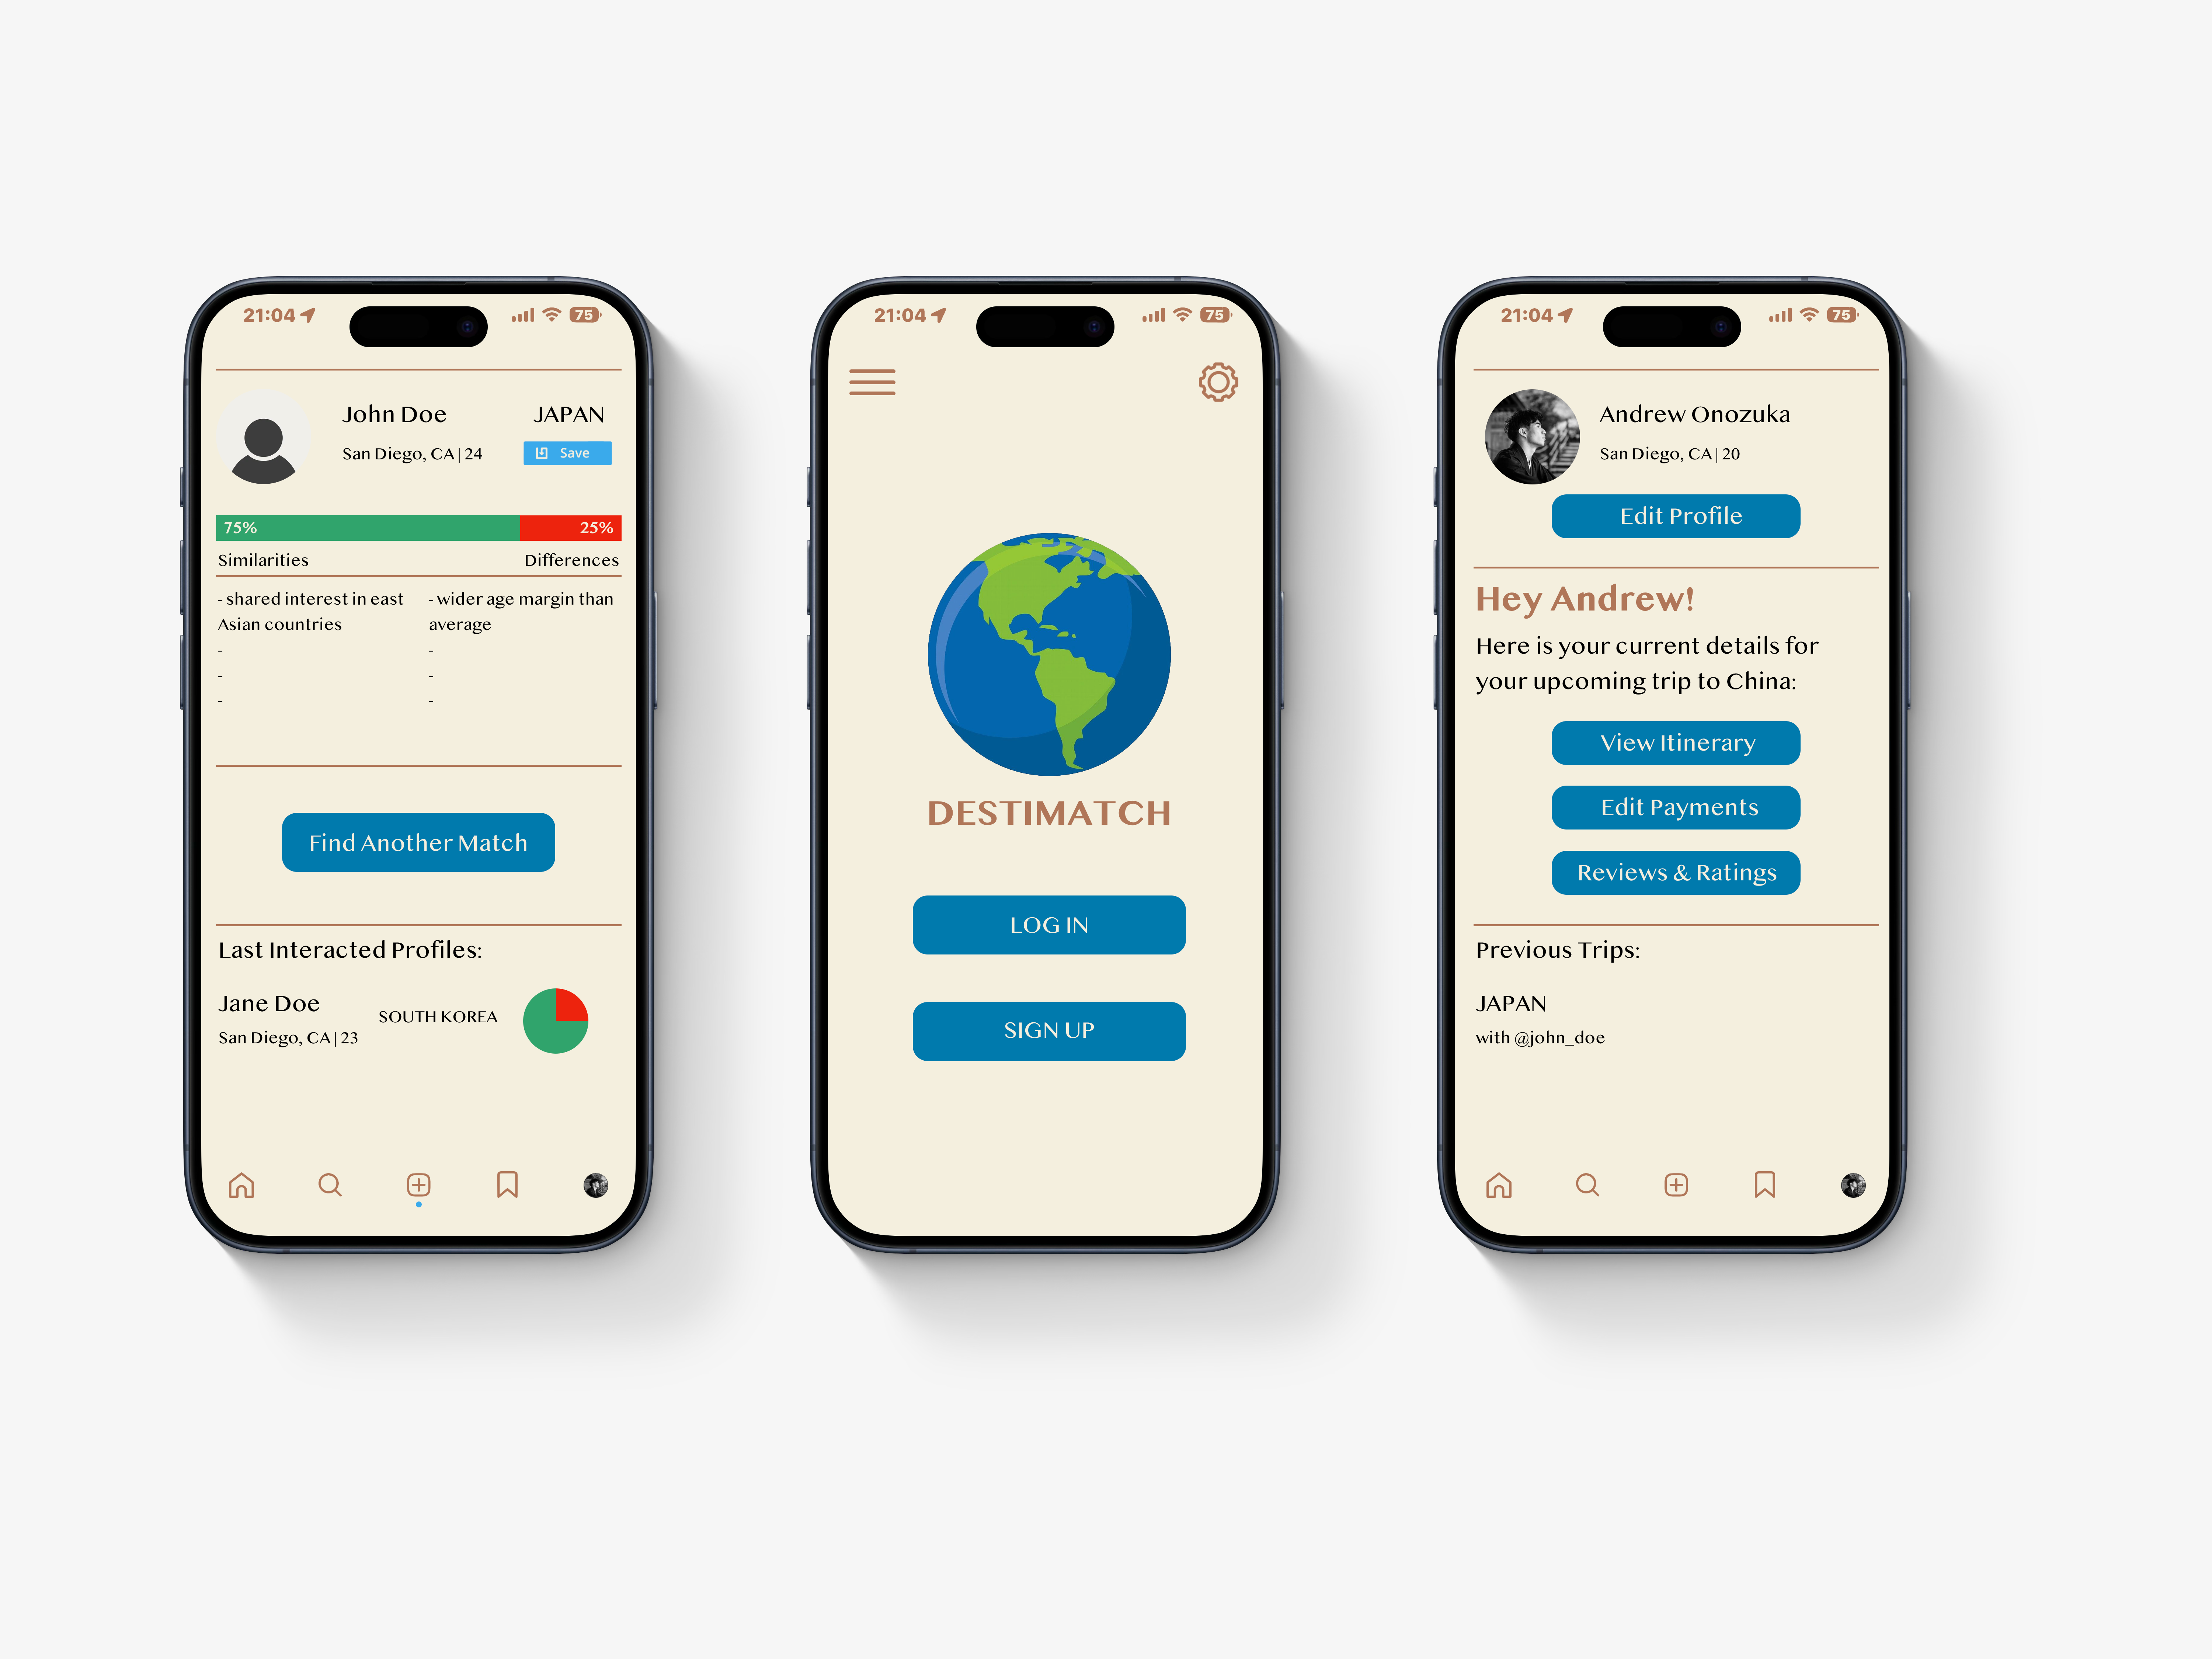 21:04
75
John Doe
JAPAN
San Diego, CA | 24
Save
75%
25%
Similarities
Differences
- shared interest in east
Asian countries
-
-
-
- wider age margin than
average
-
-
-
Find Another Match
Last Interacted Profiles:
Jane Doe
SOUTH KOREA
San Diego, CA | 23
21:04
75
DESTIMATCH
LOG IN
SIGN UP
21:04
75
Andrew Onozuka
San Diego, CA | 20
Edit Profile
Hey Andrew!
Here is your current details for
your upcoming trip to China:
View Itinerary
Edit Payments
Reviews & Ratings
Previous Trips:
JAPAN
with @john_doe